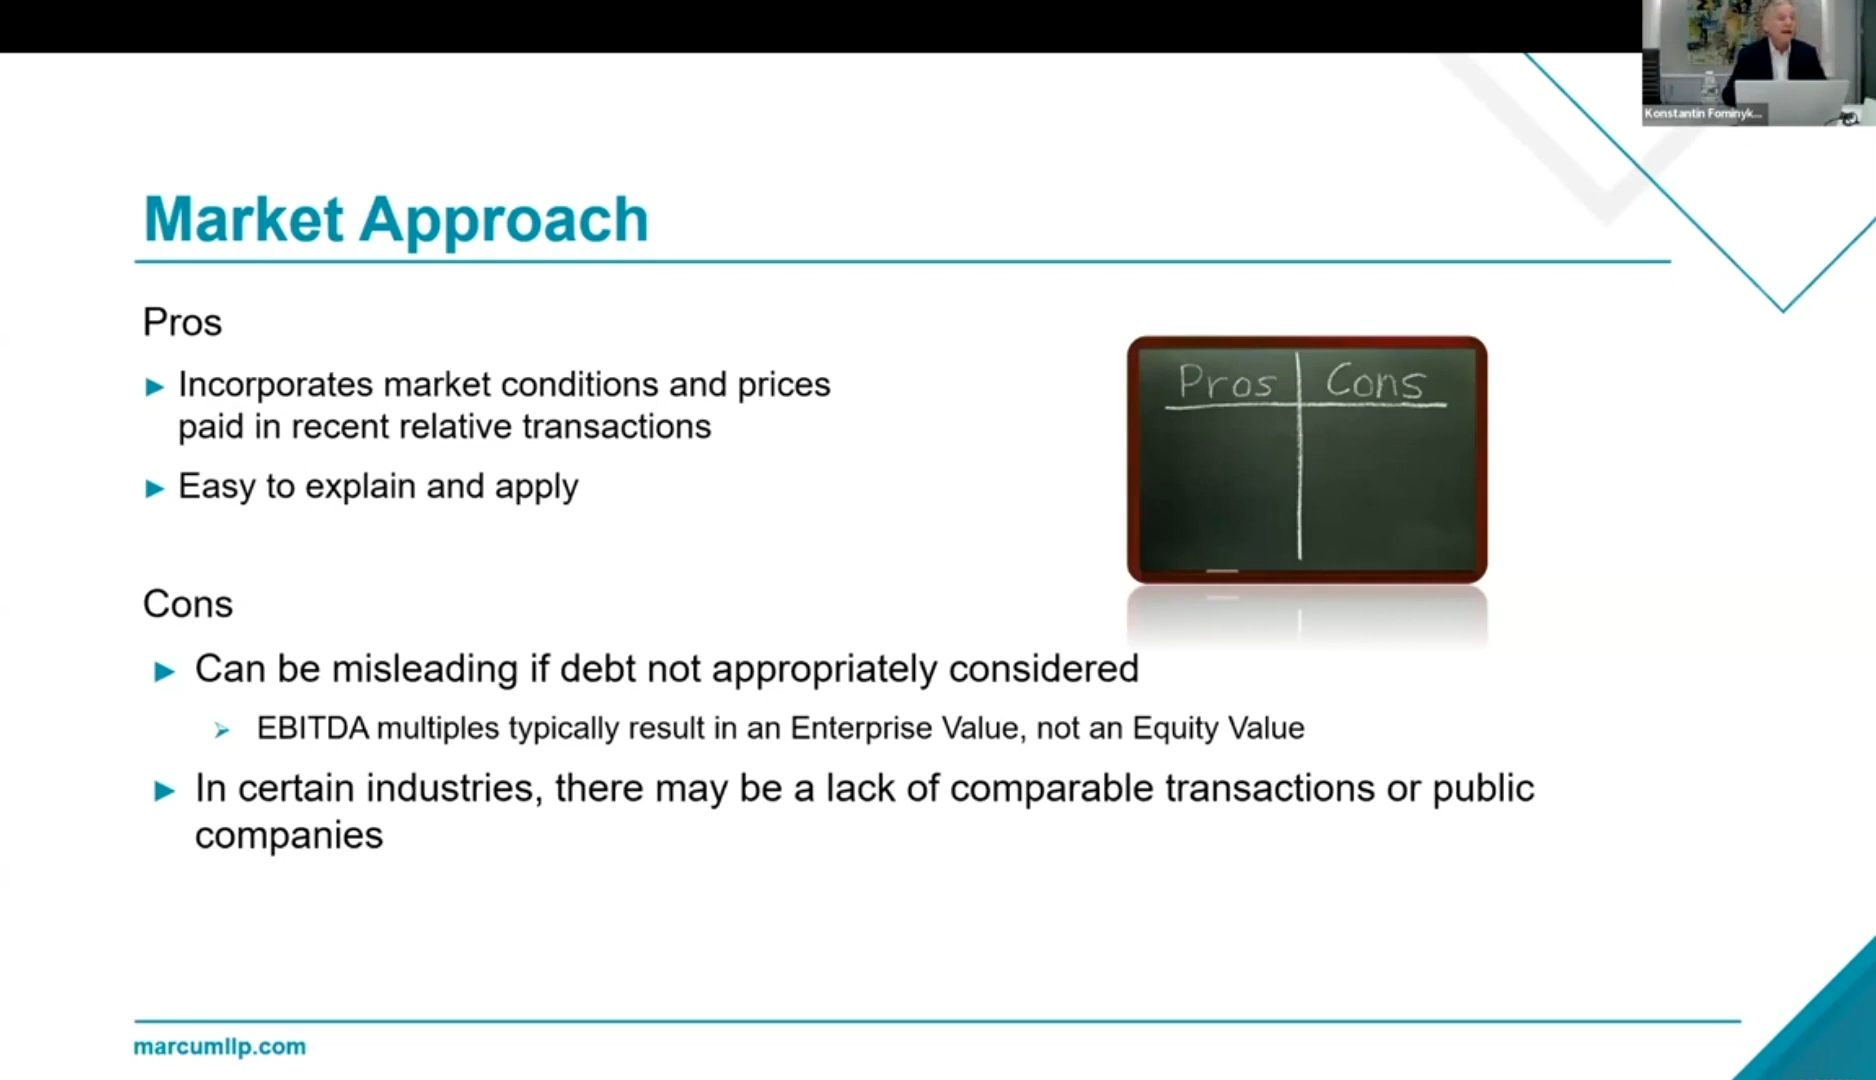 Konstantin Fominyk...
Market Approach
Pros
Incorporates market conditions and prices
paid in recent relative transactions
Easy to explain and apply
Pros Cons
Cons
Can be misleading if debt not appropriately considered
EBITDA multiples typically result in an Enterprise Value, not an Equity Value
In certain industries, there may be a lack of comparable transactions or public
companies
marcumllp.com